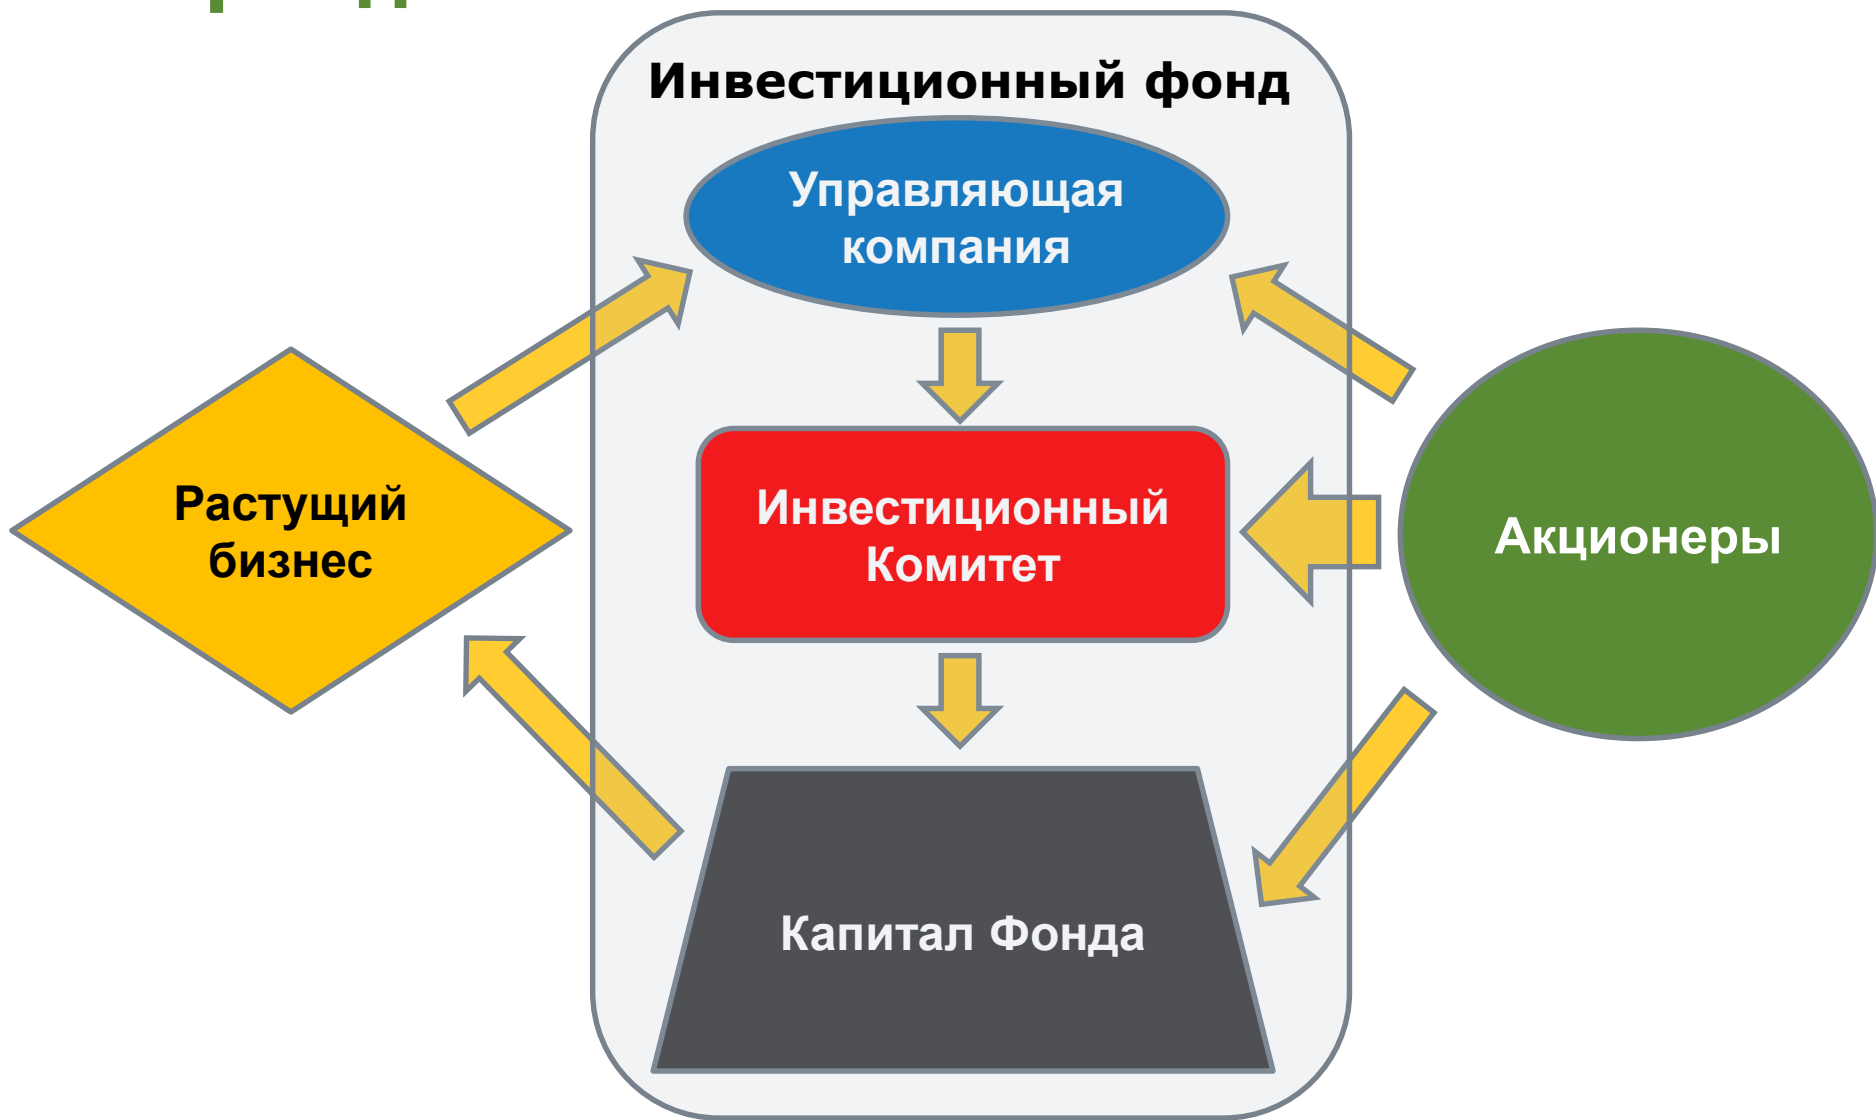 Инвестиционный фонд
Управляющая
компания
Растущий
бизнес
Инвестиционный
Комитет
Акционеры
Капитал Фонда